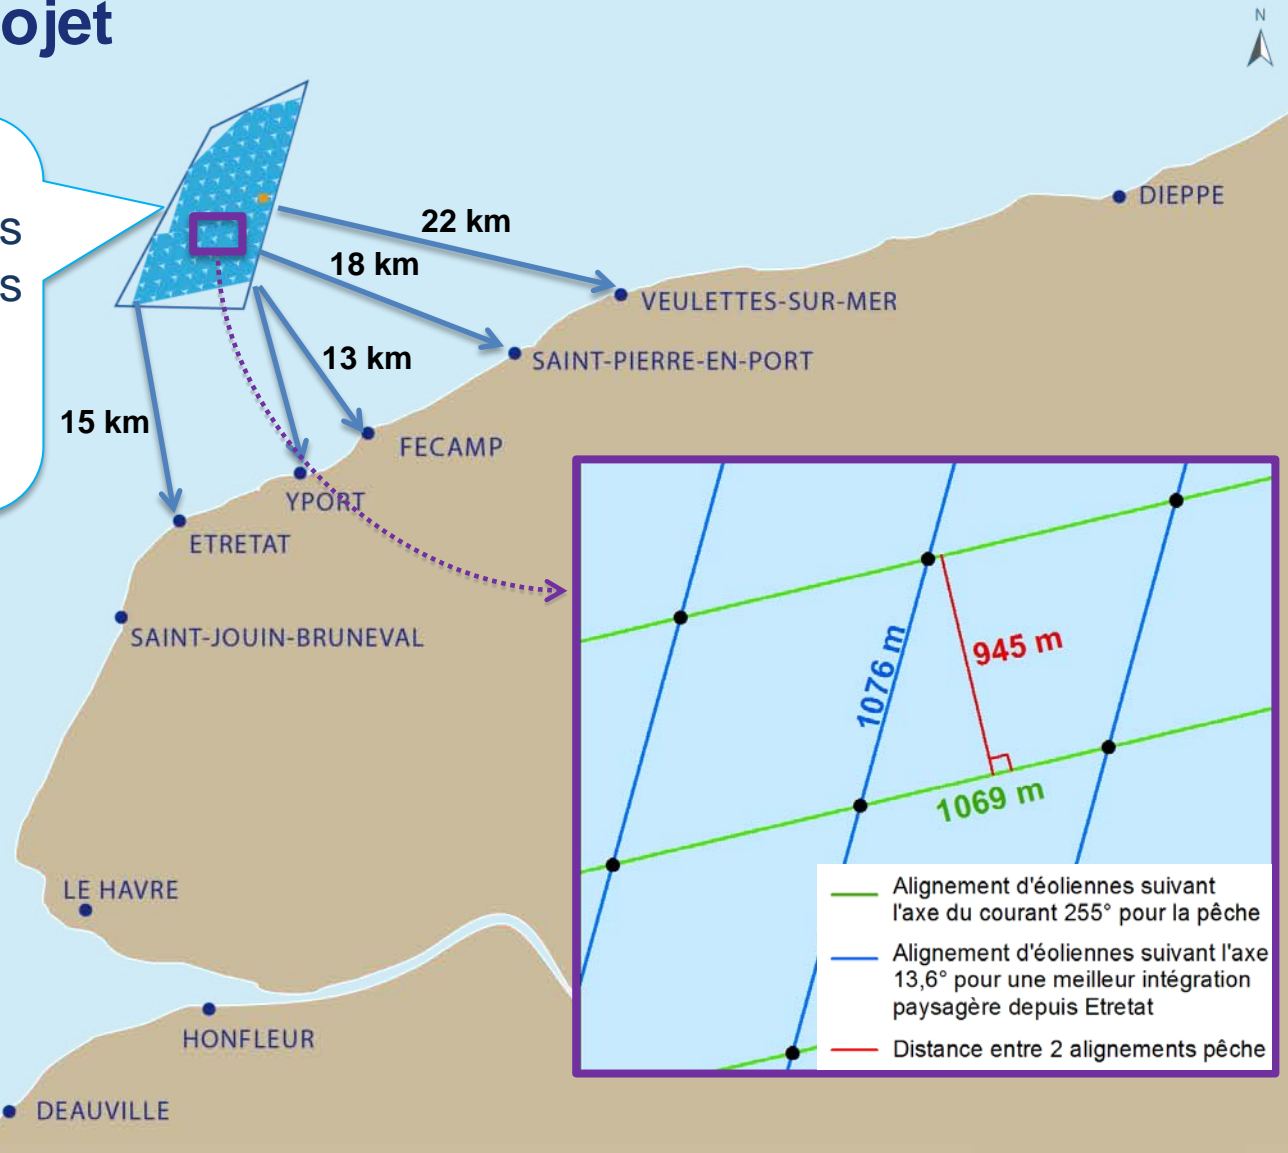 ojet
N
DIEPPE
s
s
22 km
18 km
VEULETTES-SUR-MER
13 km
SAINT-PIERRE-EN-PORT
15 km
FECAMP
YPORT
ETRETAT
SAINT-JOUIN-BRUNEVAL
945 m
1076 m
1069 m
LE HAVRE
HONFLEUR
DEAUVILLE
Alignement d'éoliennes suivant
l'axe du courant 255° pour la pêche
Alignement d'éoliennes suivant l'axe
13,6° pour une meilleur intégration
paysagère depuis Etretat
Distance entre 2 alignements pêche